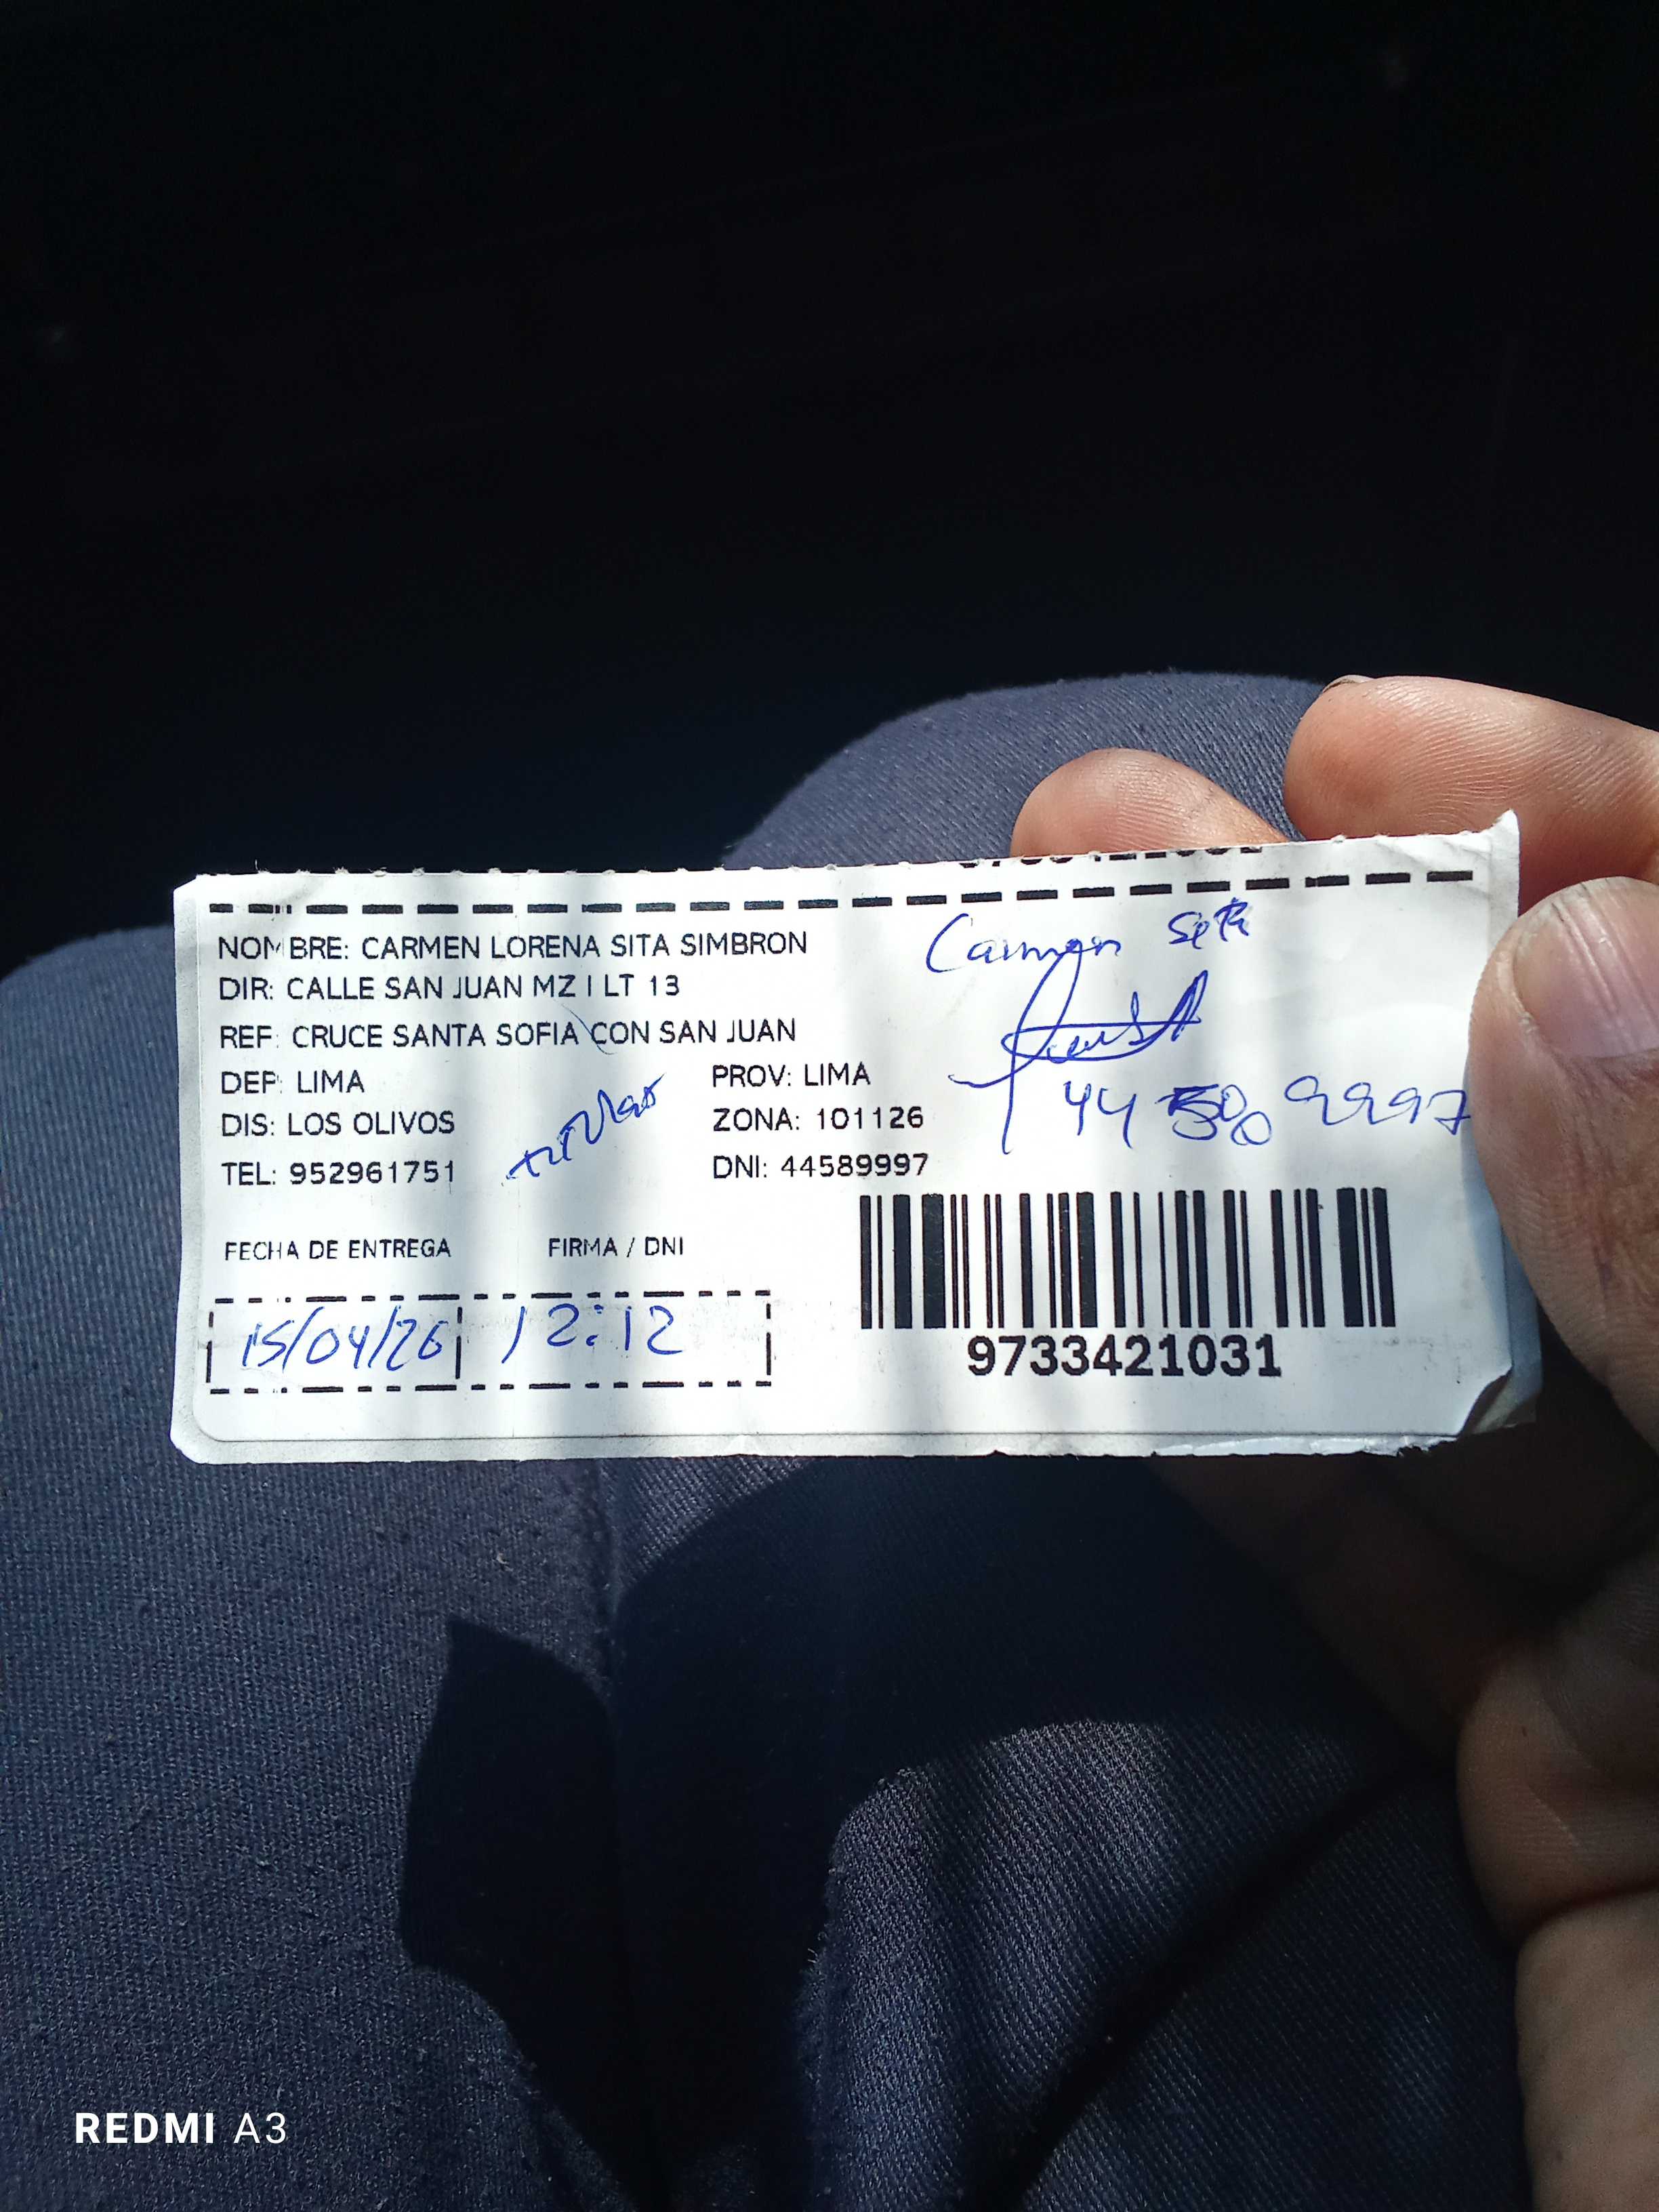 NOMBRE: CARMEN LORENA SITA SIMBRON
DIR: CALLE SAN JUAN MZ I LT 13
REF: CRUCE SANTA SOFIA CON SAN JUAN
DEP: LIMA
PROV: LIMA
DIS: LOS OLIVOS
ZONA: 101126
TEL: 952961751
DNI: 44589997
Carmen
titular
FECHA DE ENTREGA
FIRMA / DNI
15/04/26
12:12
9733421031
REDMI A3